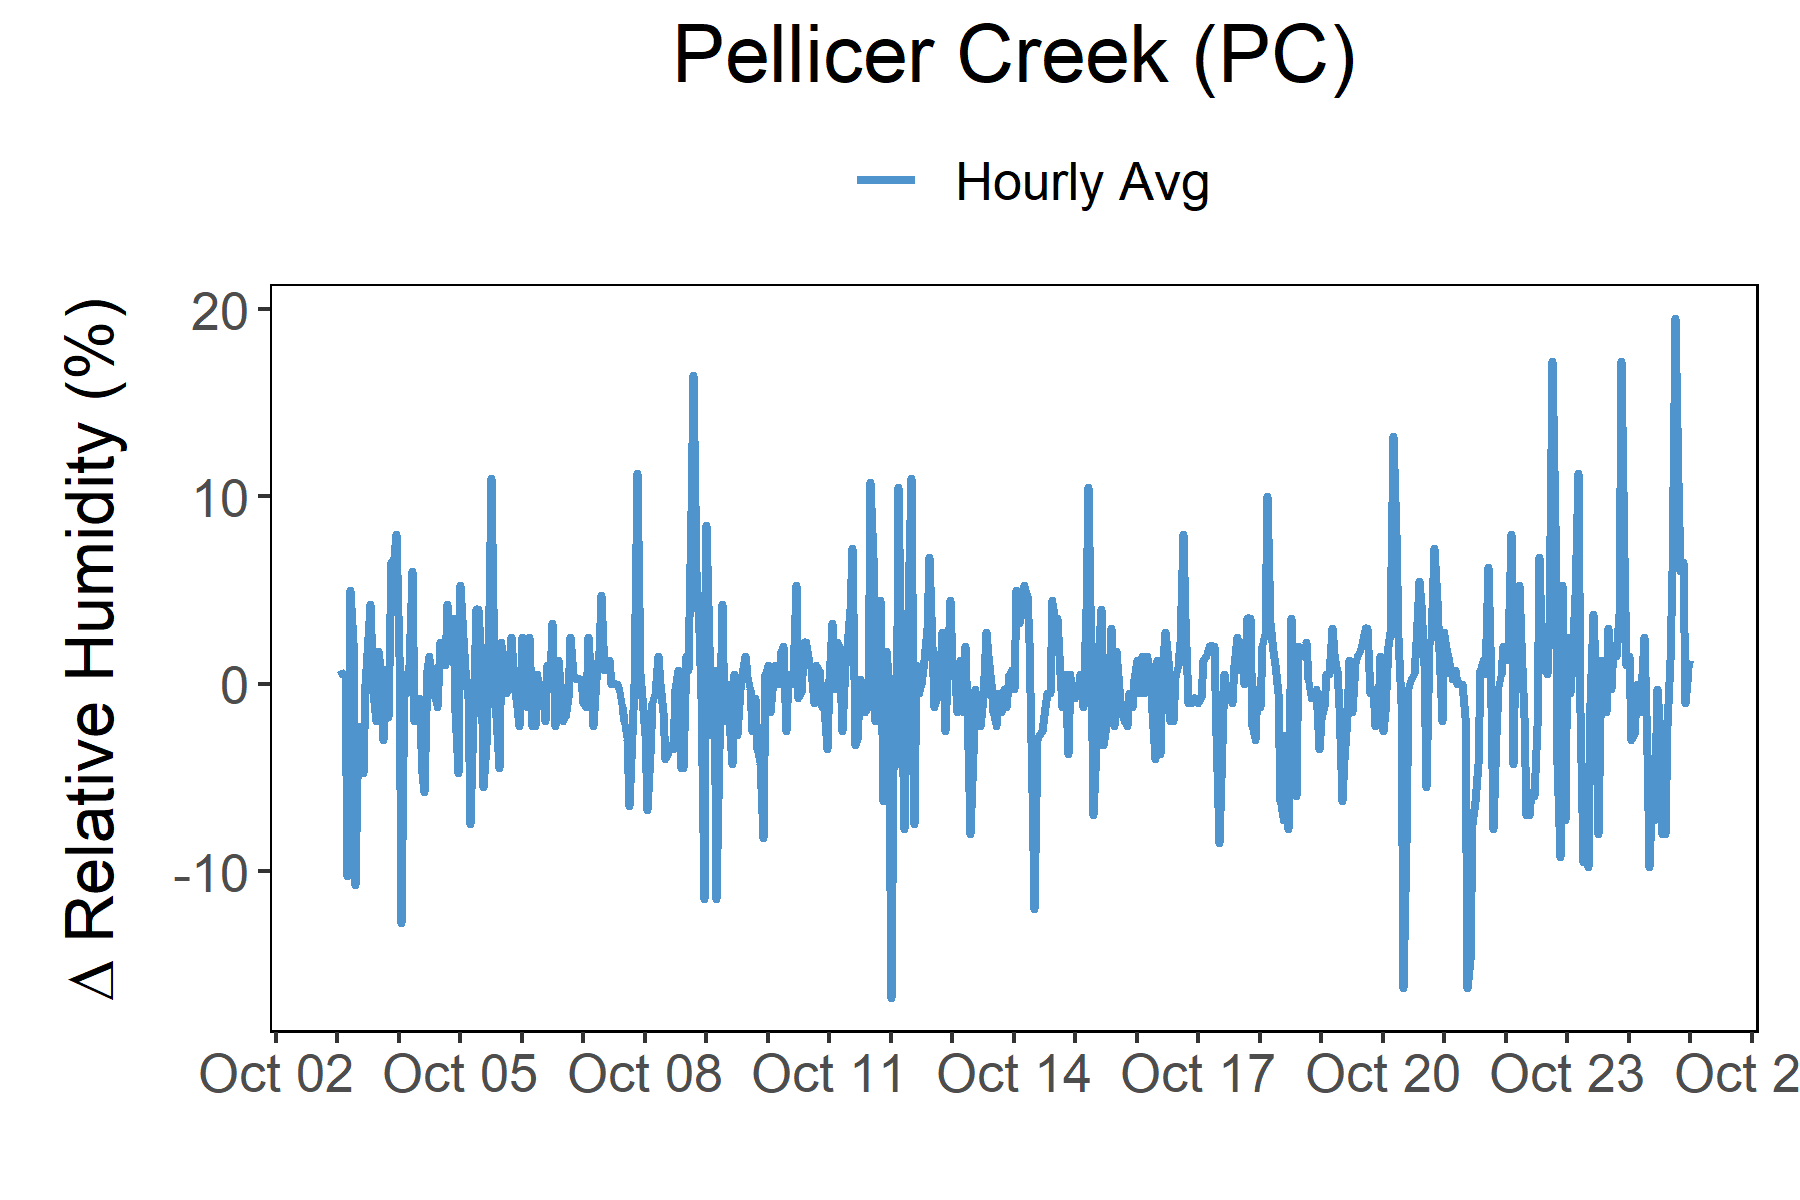 Pellicer Creek (PC)
Hourly Avg
Δ Relative Humidity (%)
20
10
0
-10
Oct 02 Oct 05 Oct 08 Oct 11 Oct 14 Oct 17 Oct 20 Oct 23 Oct 2